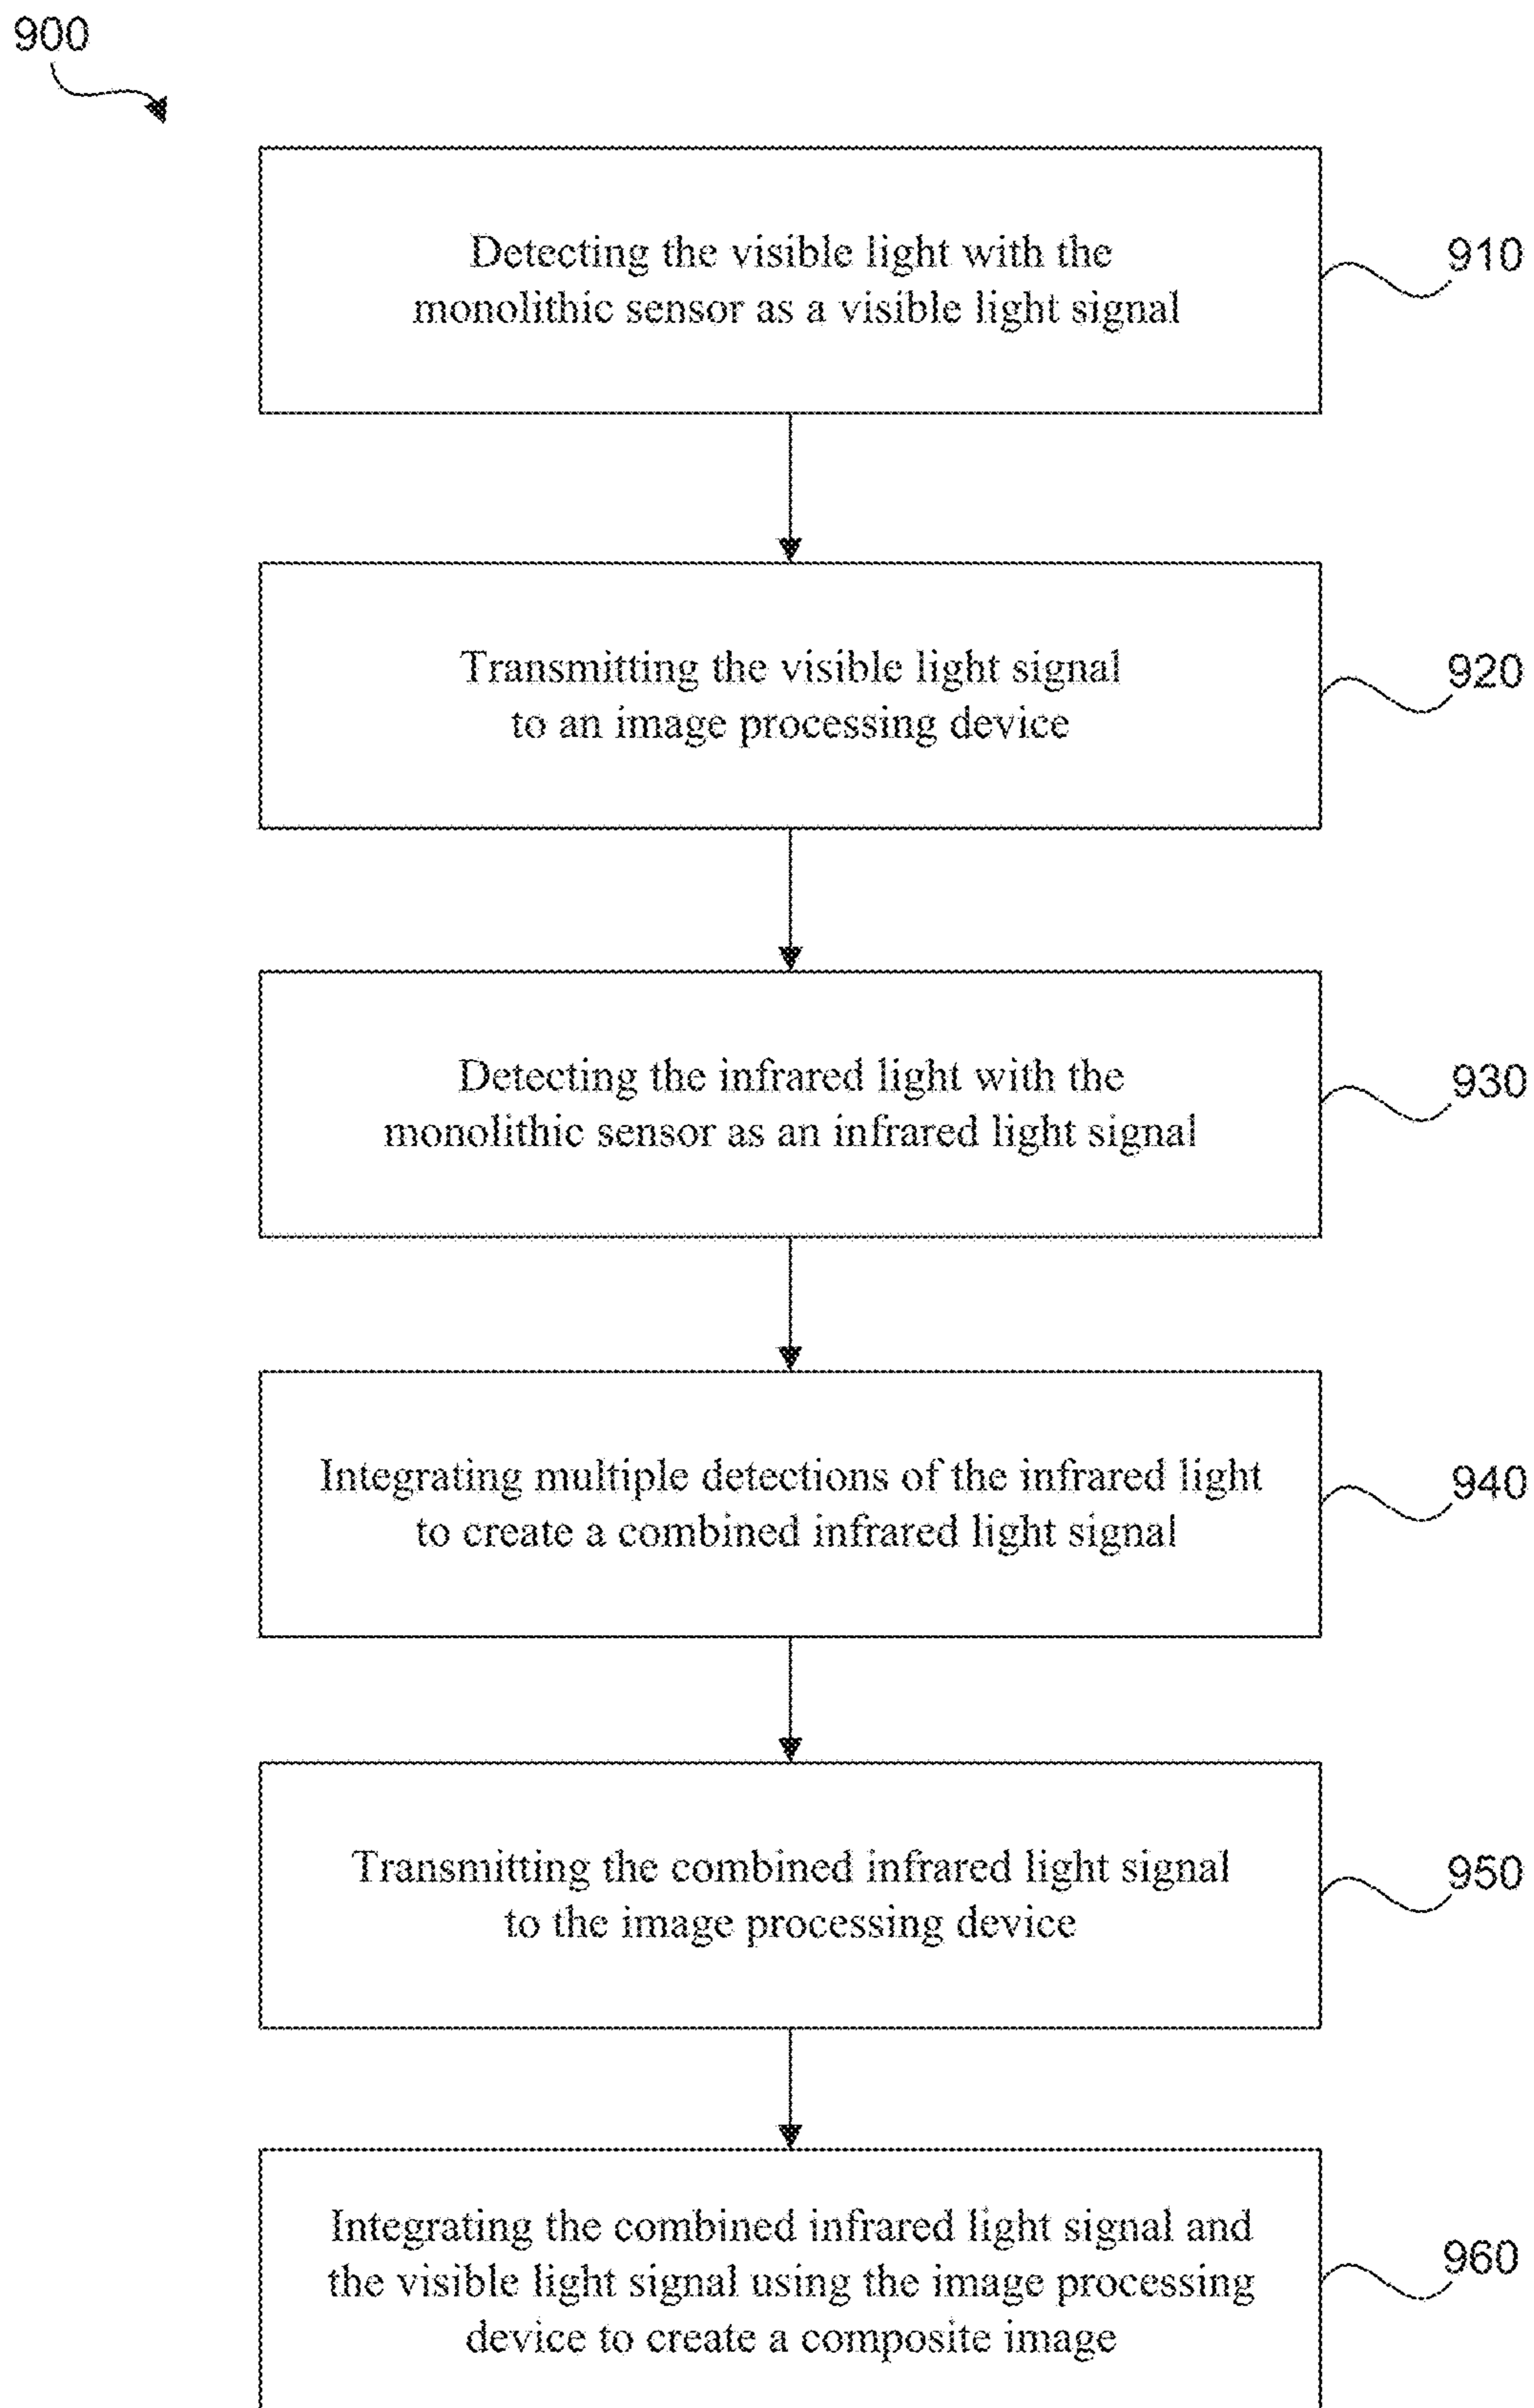 900
Detecting the visible light with the
monolithic sensor as a visible light signal
910
Transmitting the visible light signal
to an image processing device
920
Detecting the infrared light with the
monolithic sensor as an infrared light signal
930
Integrating multiple detections of the infrared light
to create a combined infrared light signal
940
Transmitting the combined infrared light signal
to the image processing device
950
Integrating the combined infrared light signal and
the visible light signal using the image processing
device to create a composite image
960